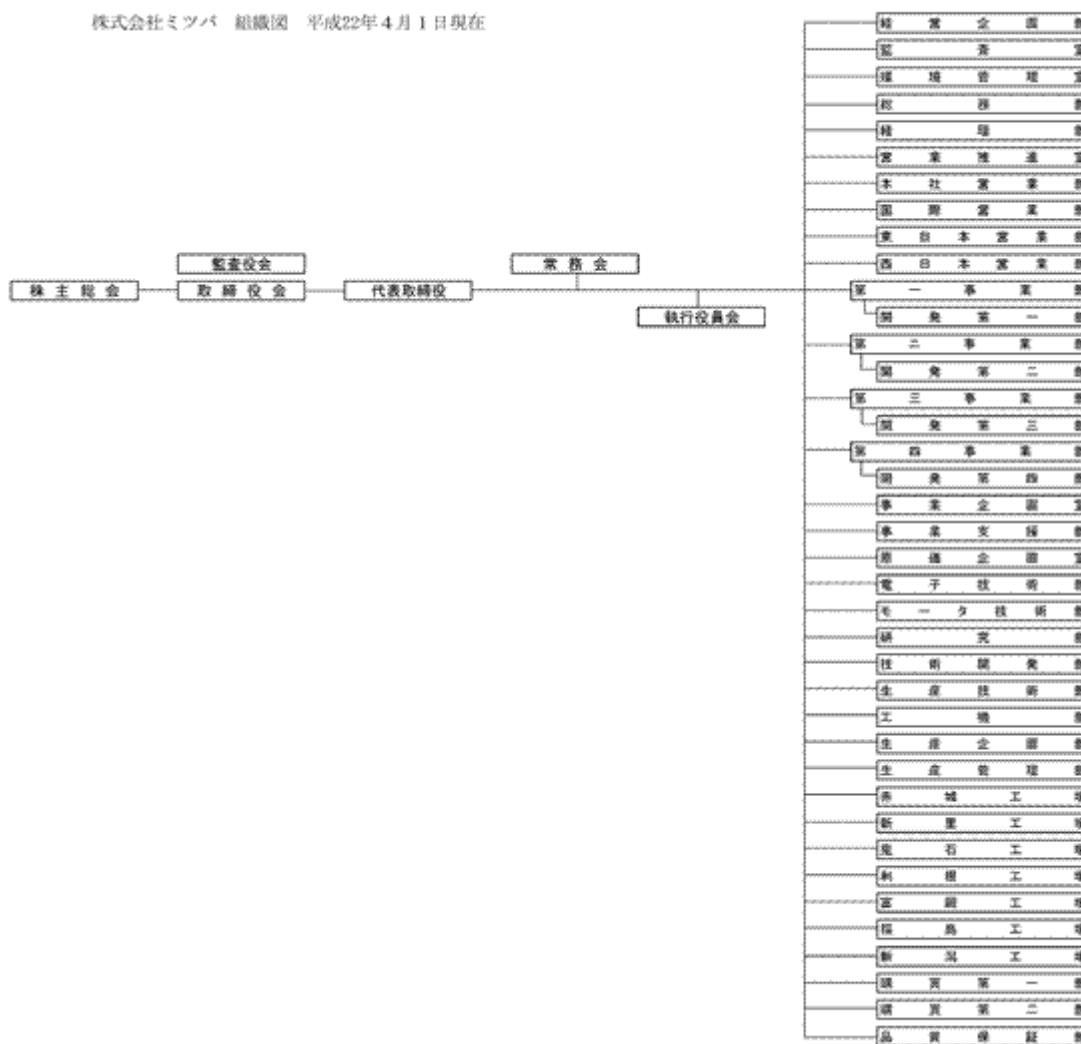 株式会社ミツバ 組織図 平成22年4月1日現在
経営企画部
監査室
環境管理室
総務部
経理部
営業推進室
本社営業部
国際営業部
東日本営業部
監査役会
常務会
西日本営業部
株主総会
取締役会
代表取締役
第一事業部
執行役員会
開発第一部
第二事業部
開発第二部
第三事業部
開発第三部
第四事業部
開発第四部
事業企画室
事業支援部
原価企画室
電子技術部
モータ技術部
研究部
技術開発部
生産技術部
工機部
生産企画部
生産管理部
赤城工場
新里工場
鬼石工場
利根工場
富岡工場
福島工場
新潟工場
購買第一部
購買第二部
品質保証部